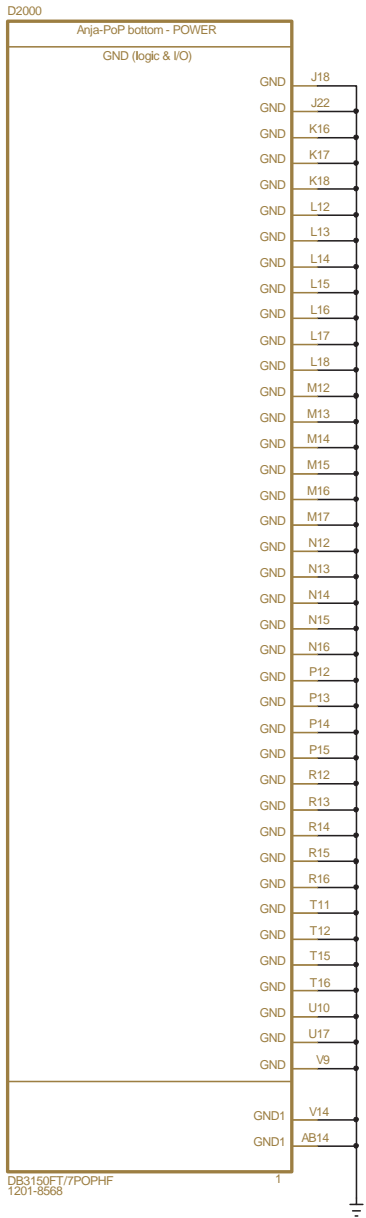 D2000
Anja-PoP bottom - POWER
GND (logic & I/O)
GND J18
GND J22
GND K16
GND K17
GND K18
GND L12
GND L13
GND L14
GND L15
GND L16
GND L17
GND L18
GND M12
GND M13
GND M14
GND M15
GND M16
GND M17
GND N12
GND N13
GND N14
GND N15
GND N16
GND P12
GND P13
GND P14
GND P15
GND R12
GND R13
GND R14
GND R15
GND R16
GND T11
GND T12
GND T15
GND T16
GND U10
GND U17
GND V9
GND1 V14
GND1 AB14
DB3150FT/7POPHF 1
1201-8568